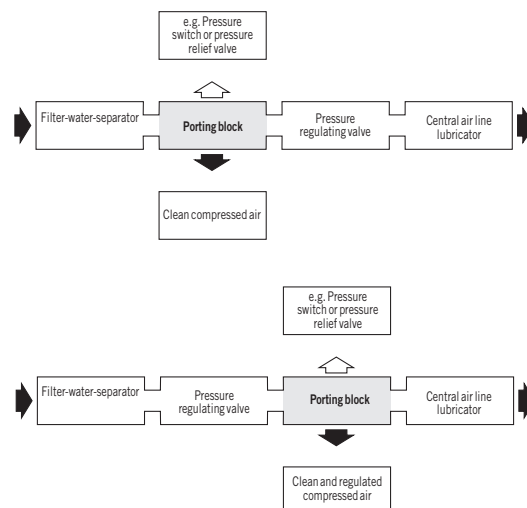 e.g. Pressure
switch or pressure
relief valve
Filter-water-separator
Porting block
Pressure
regulating valve
Central air line
lubricator
Clean compressed air
e.g. Pressure
switch or pressure
relief valve
Filter-water-separator
Pressure
regulating valve
Porting block
Central air line
lubricator
Clean and regulated
compressed air